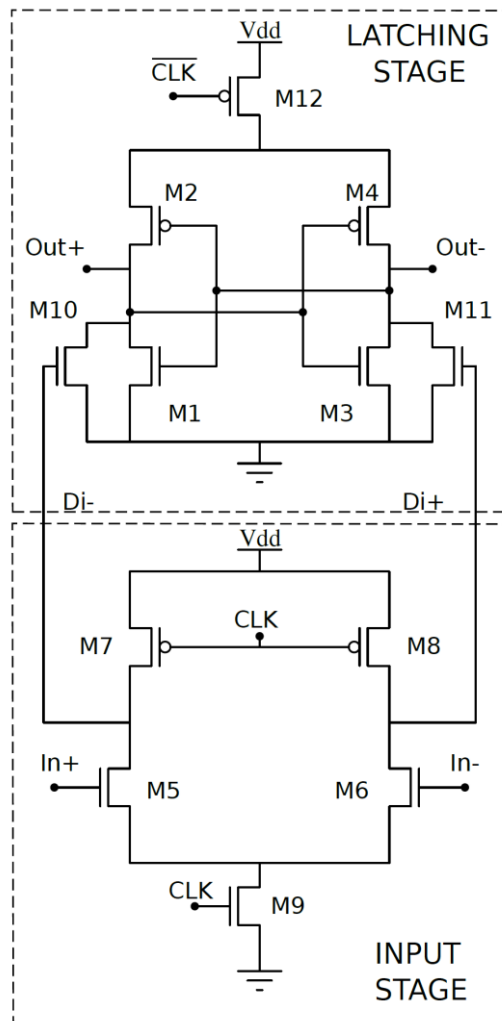 Vdd
LATCHING
STAGE
C̅L̅K̅
M12
M2
M4
Out+
Out-
M10
M11
M1
M3
Di-
Di+
Vdd
CLK
M7
M8
In+
In-
M5
M6
CLK
M9
INPUT
STAGE